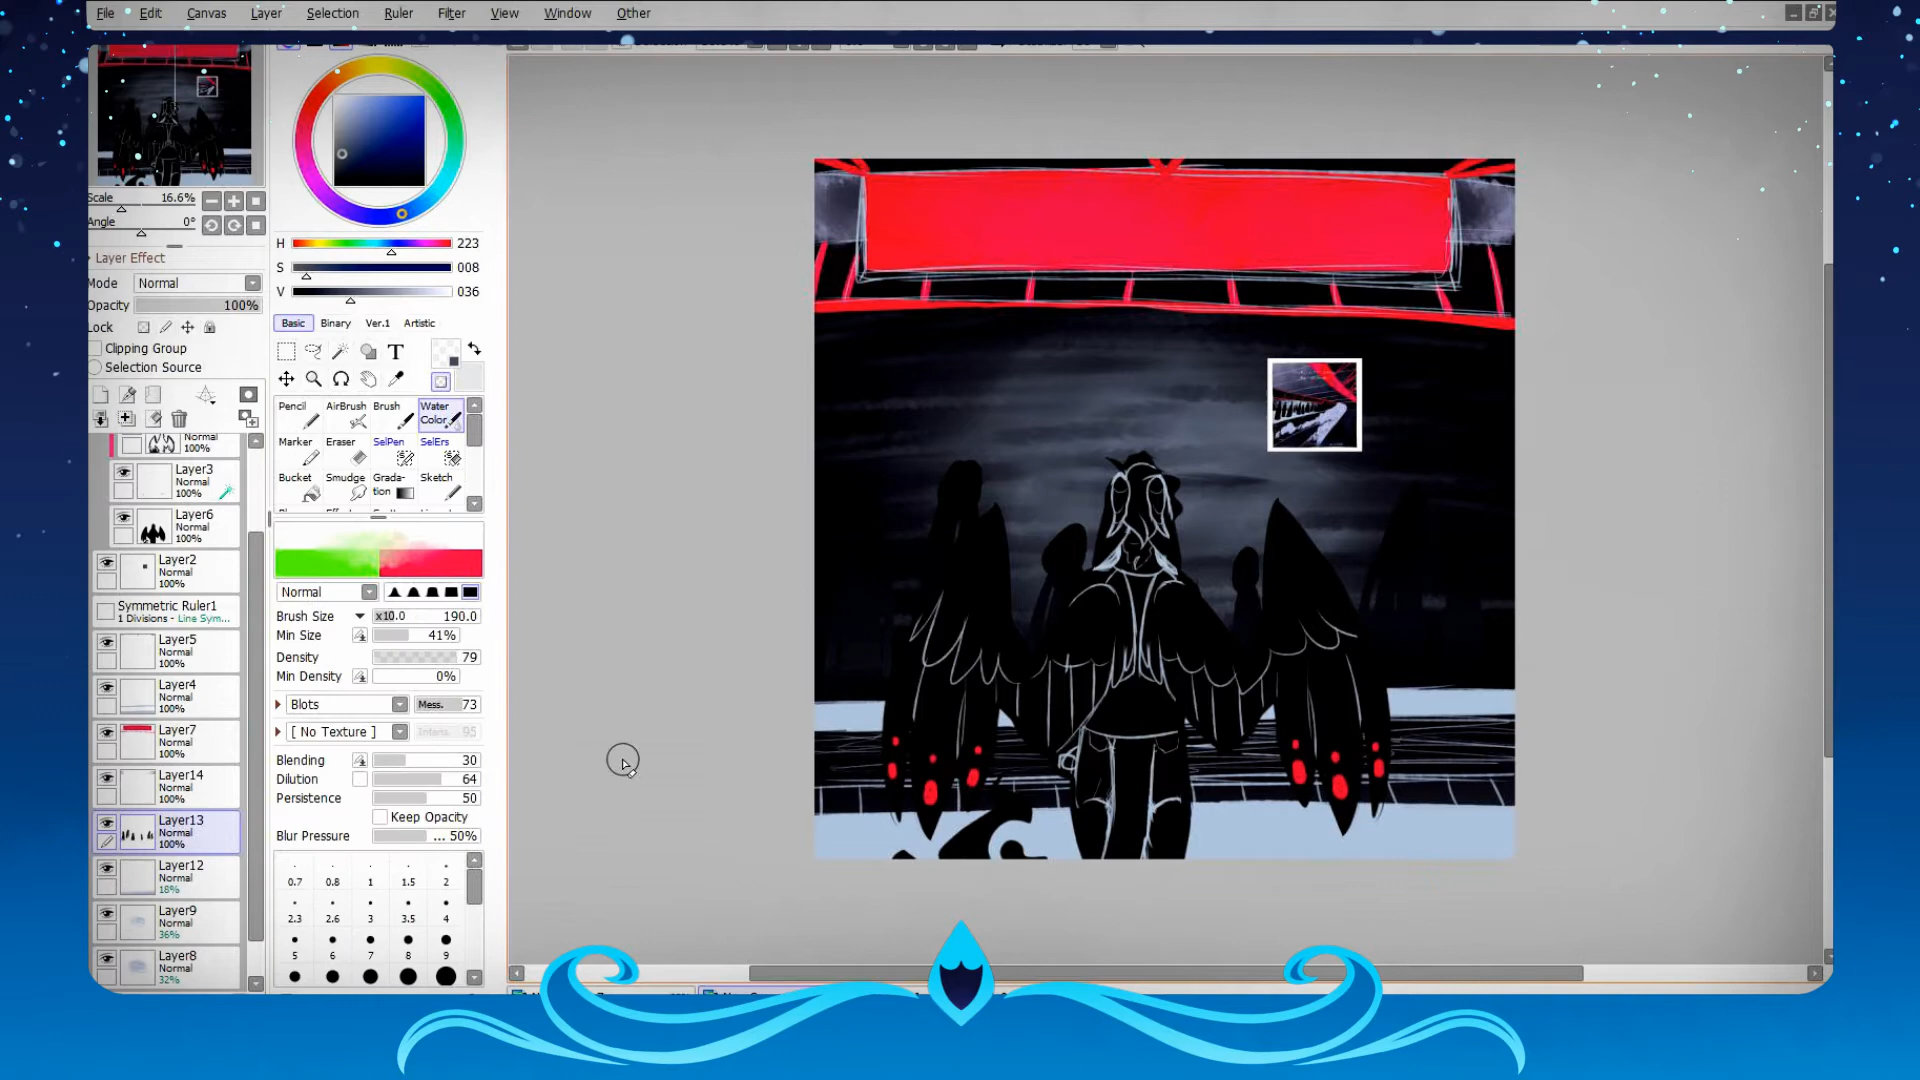 File Edit Canvas Layer Selection Ruler Filter View Window Other
Scale 16.6%
Angle 0°
Layer Effect
Mode Normal
Opacity 100%
Lock
Clipping Group
Selection Source
Normal
100%
Layer3
Normal
100%
Layer6
Normal
100%
Layer2
Normal
100%
Symmetric Ruler1
1 Divisions - Line Sym...
Layer5
Normal
100%
Layer4
Normal
100%
Layer7
Normal
100%
Layer14
Normal
100%
Layer13
Normal
100%
Layer12
Normal
18%
Layer9
Normal
36%
Layer8
Normal
32%
H 223
S 008
V 036
Basic Binary Ver.1 Artistic
T
Pencil AirBrush Brush Water Color
Marker Eraser SelPen SelErs
Bucket Smudge Gradation Sketch
Normal
Brush Size x10.0 190.0
Min Size 41%
Density 79
Min Density 0%
Blots Mess. 73
[ No Texture ] Intens. 95
Blending 30
Dilution 64
Persistence 50
Keep Opacity
Blur Pressure ... 50%
0.7 0.8 1 1.5 2
2.3 2.6 3 3.5 4
5 6 7 8 9